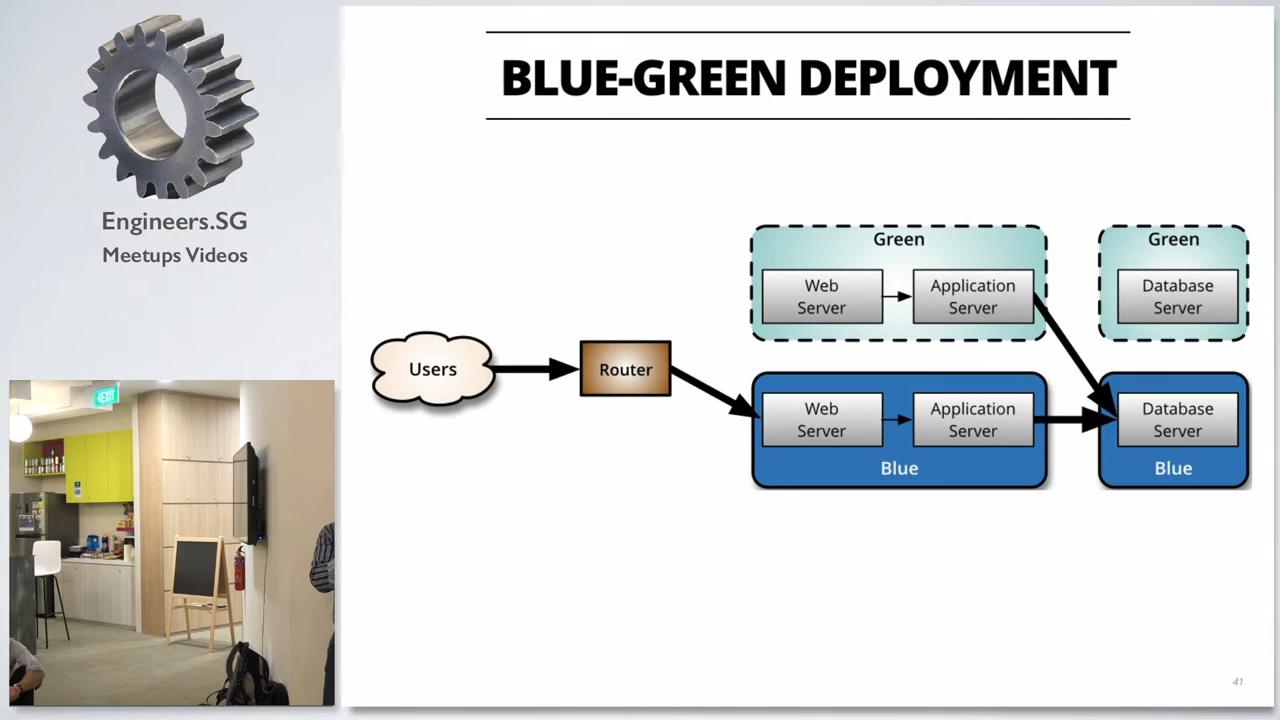 Engineers.SG
Meetups Videos
EXIT
BLUE-GREEN DEPLOYMENT
Green
Web
Server
Application
Server
Green
Database
Server
Users
Router
Web
Server
Application
Server
Blue
Database
Server
Blue
41